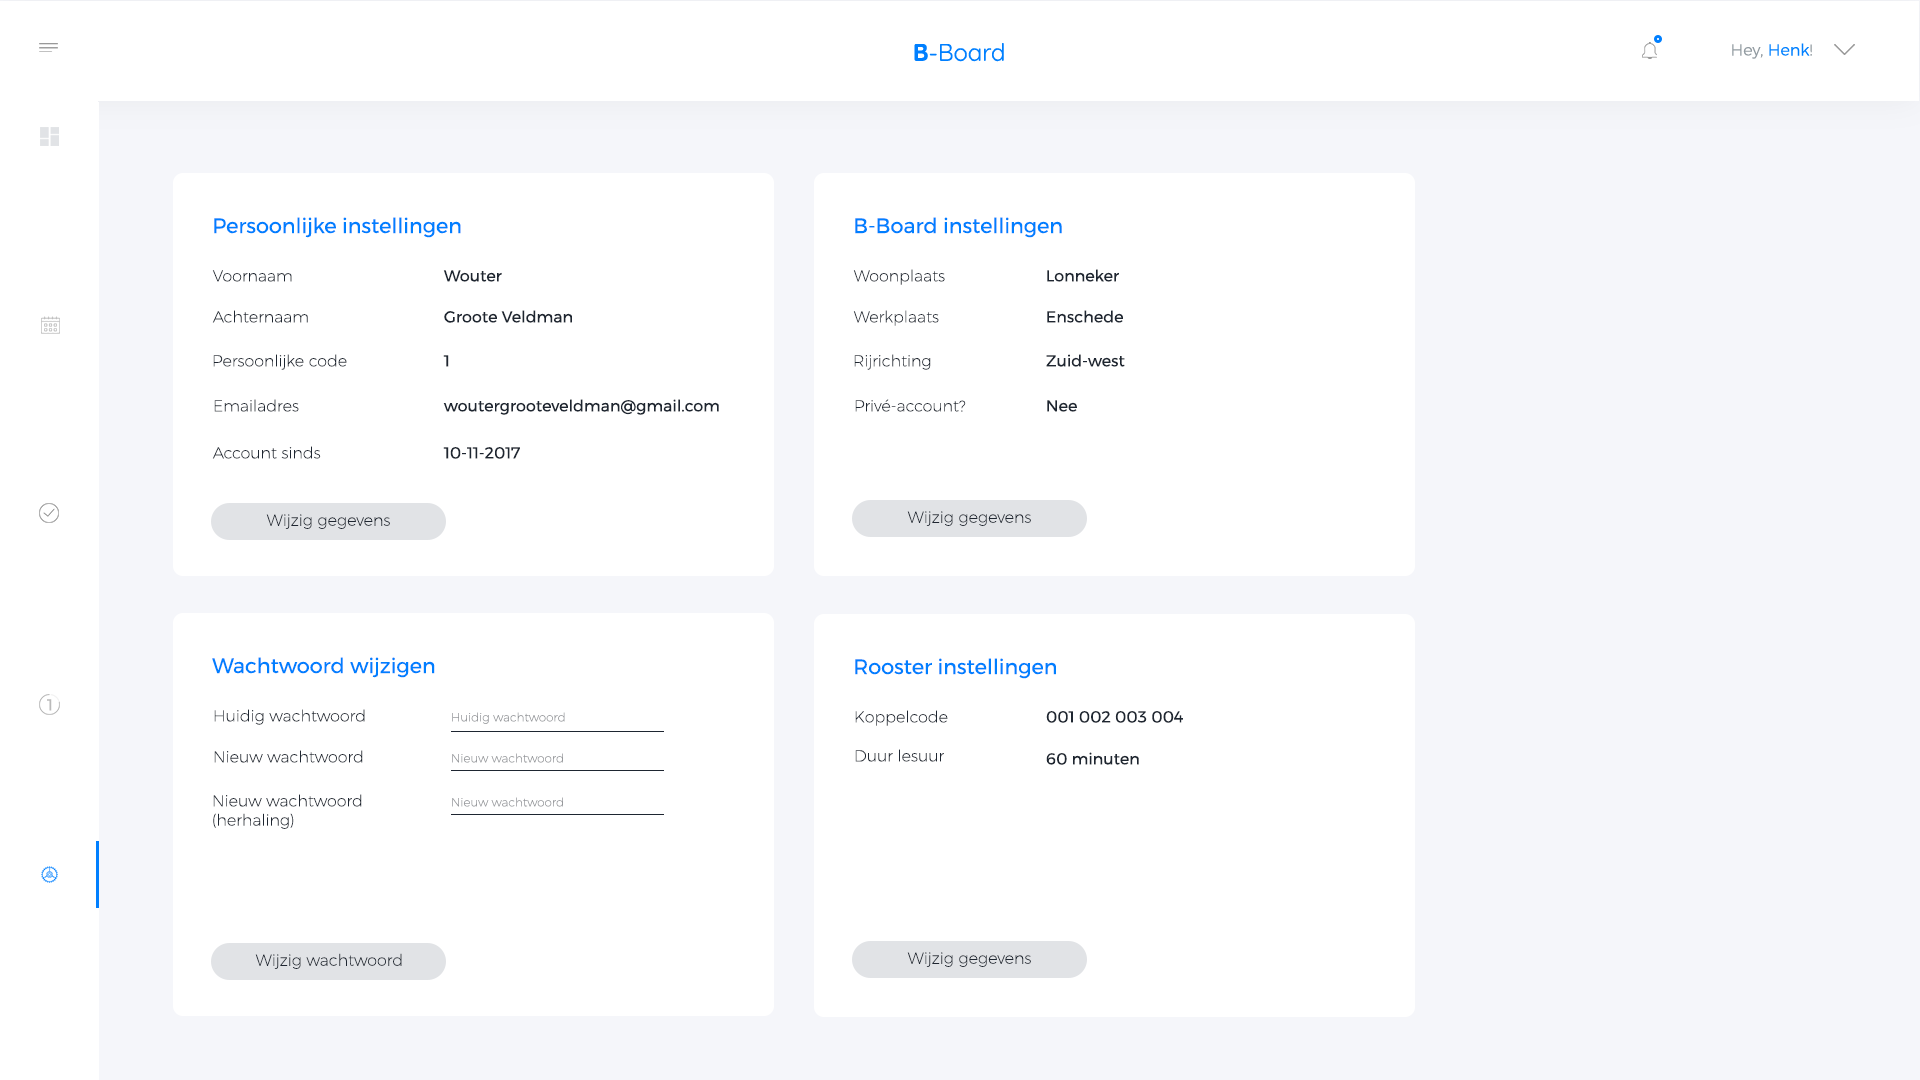 B-Board
Hey, Henk!
Persoonlijke instellingen
Voornaam Wouter
Achternaam Groote Veldman
Persoonlijke code 1
Emailadres woutergrooteveldman@gmail.com
Account sinds 10-11-2017
Wijzig gegevens
B-Board instellingen
Woonplaats Lonneker
Werkplaats Enschede
Rijrichting Zuid-west
Privé-account? Nee
Wijzig gegevens
1
Wachtwoord wijzigen
Huidig wachtwoord Huidig wachtwoord
Nieuw wachtwoord Nieuw wachtwoord
Nieuw wachtwoord Nieuw wachtwoord
(herhaling)
Wijzig wachtwoord
Rooster instellingen
Koppelcode 001 002 003 004
Duur lesuur 60 minuten
Wijzig gegevens